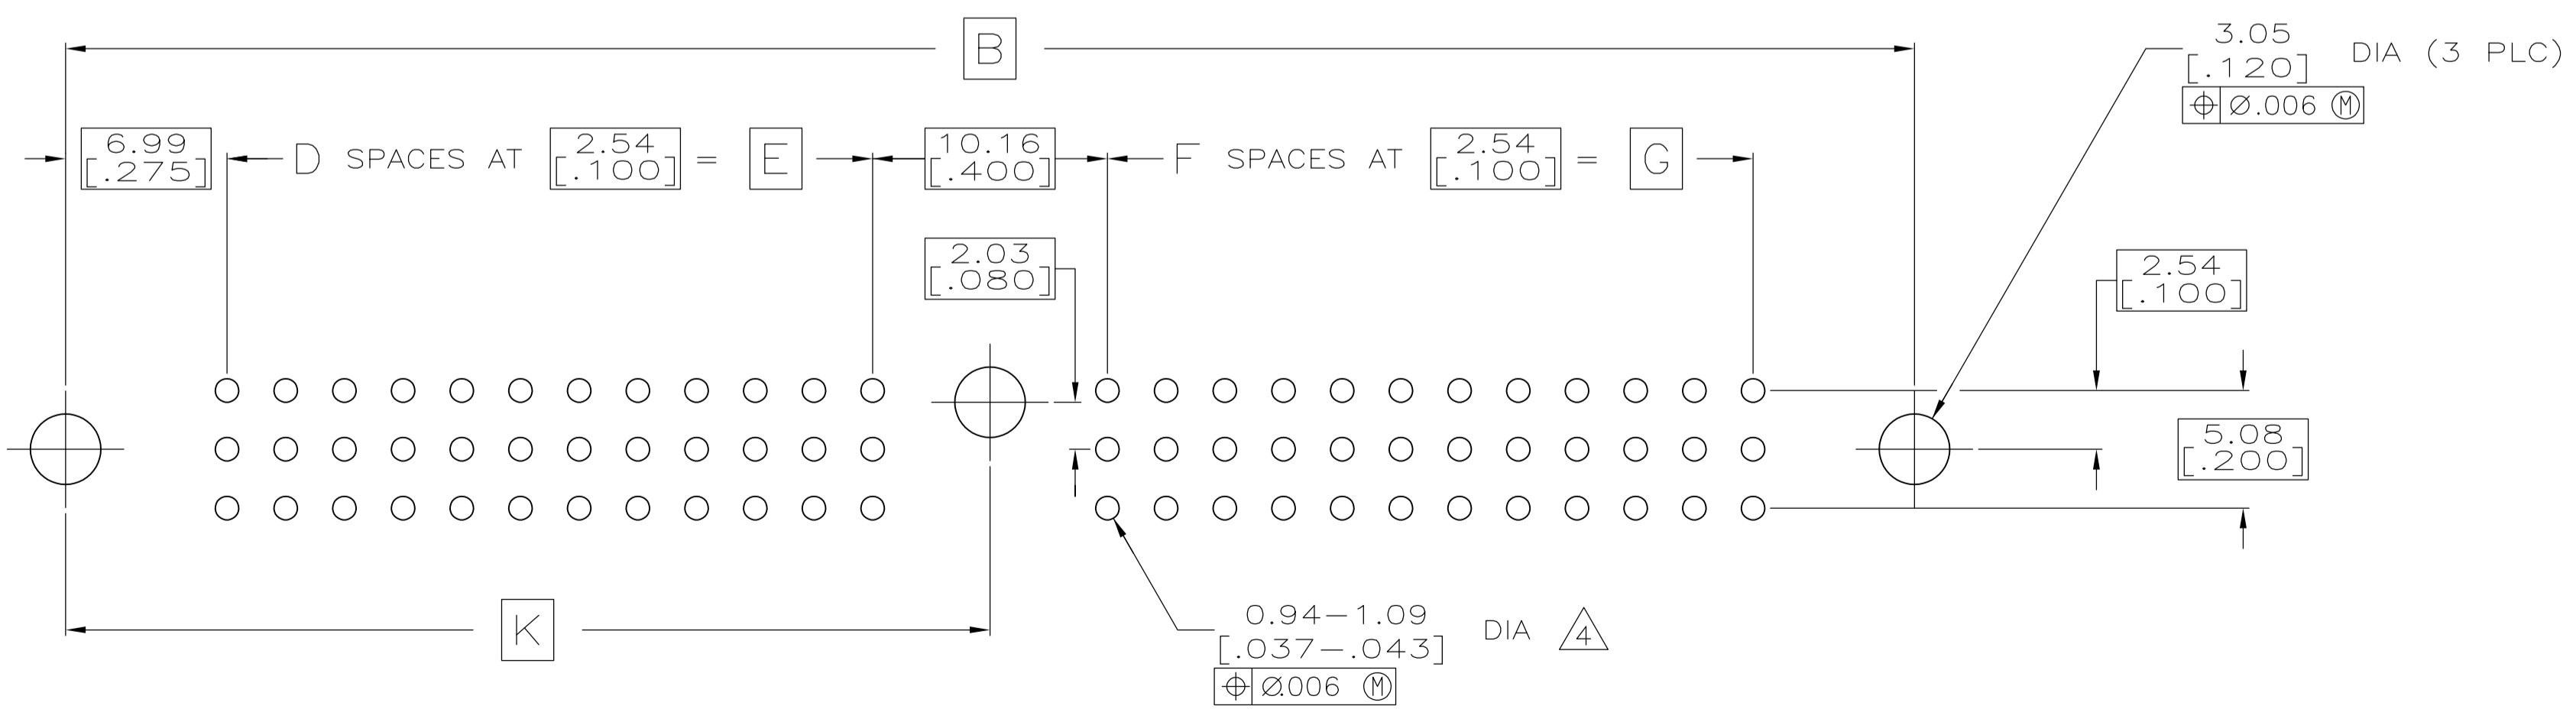 B
3.05
[.120] DIA (3 PLC)
⌖ Ø.006 Ⓜ
6.99
[.275]
D SPACES AT 2.54 [.100] = E
10.16
[.400]
F SPACES AT 2.54 [.100] = G
2.03
[.080]
2.54
[.100]
5.08
[.200]
K
0.94–1.09
[.037–.043] DIA 4
⌖ Ø.006 Ⓜ